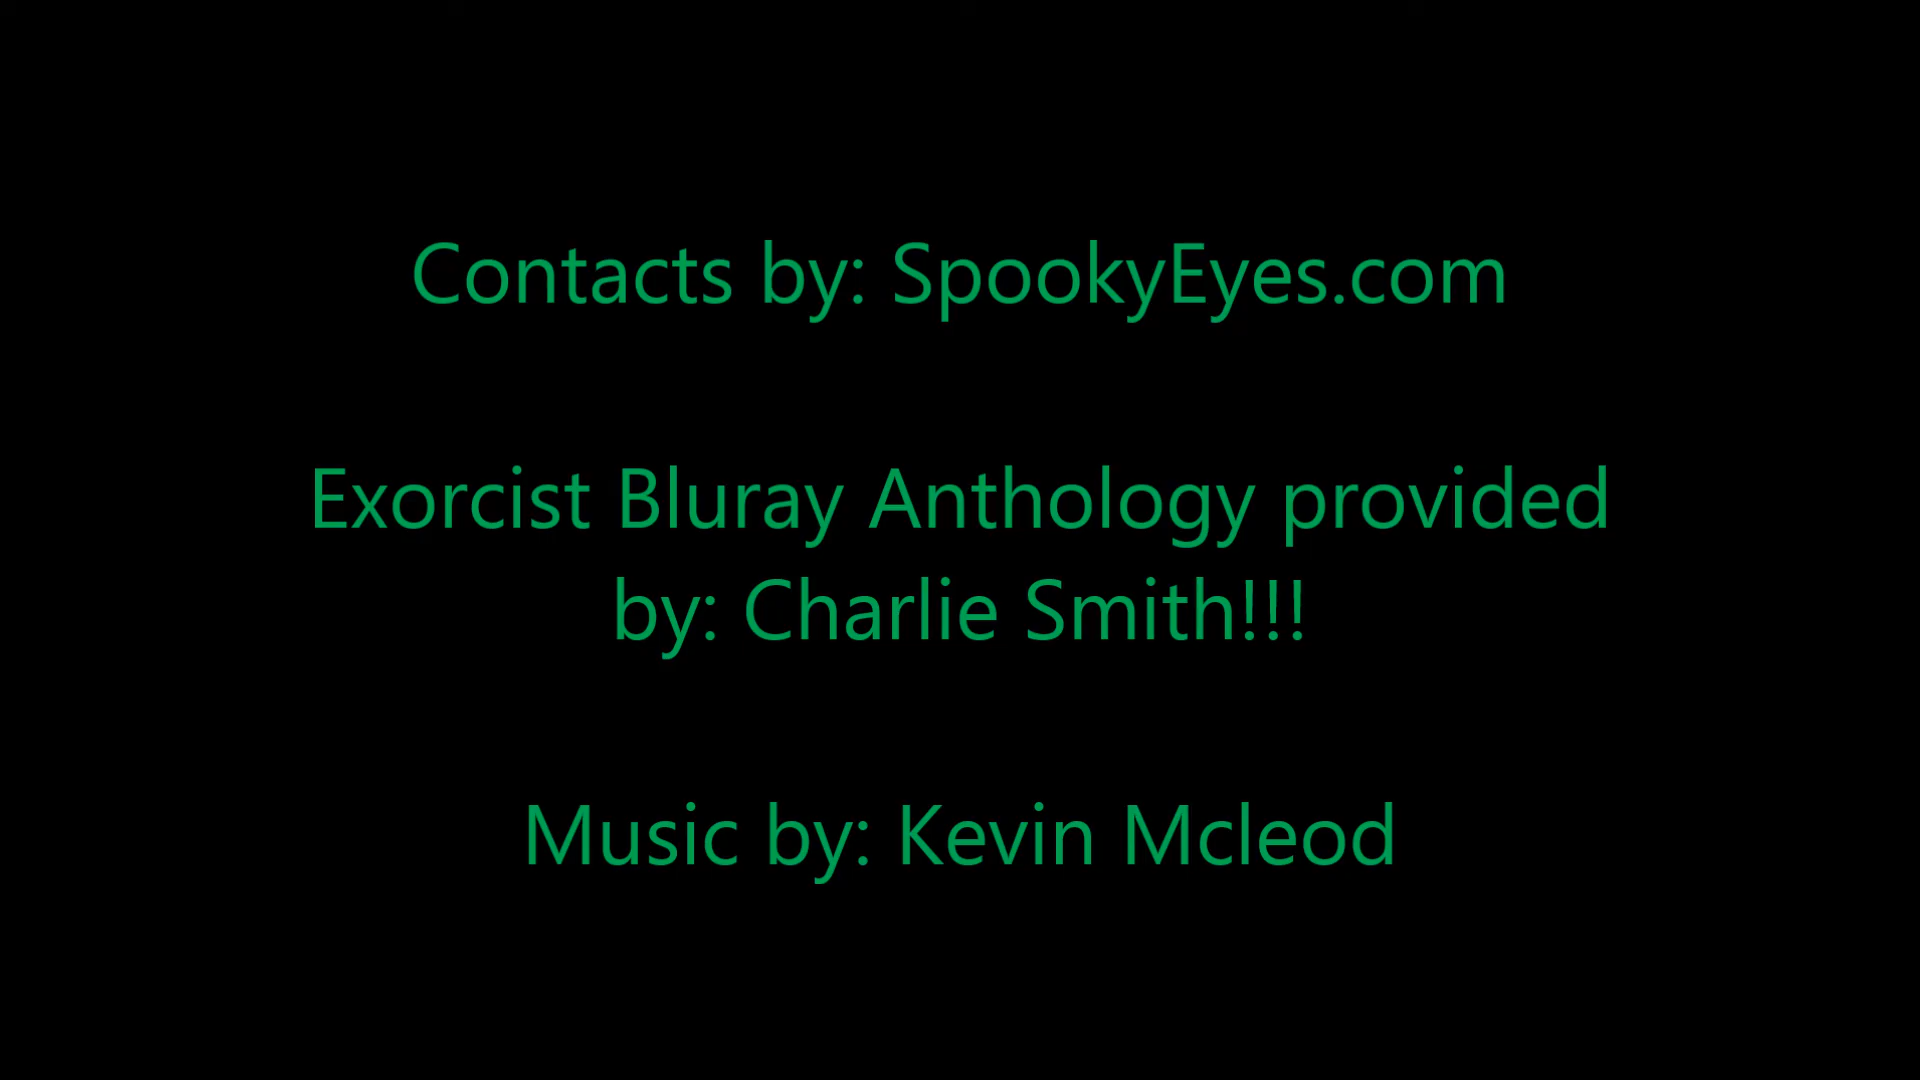 Contacts by: SpookyEyes.com
Exorcist Bluray Anthology provided
by: Charlie Smith!!!
Music by: Kevin Mcleod